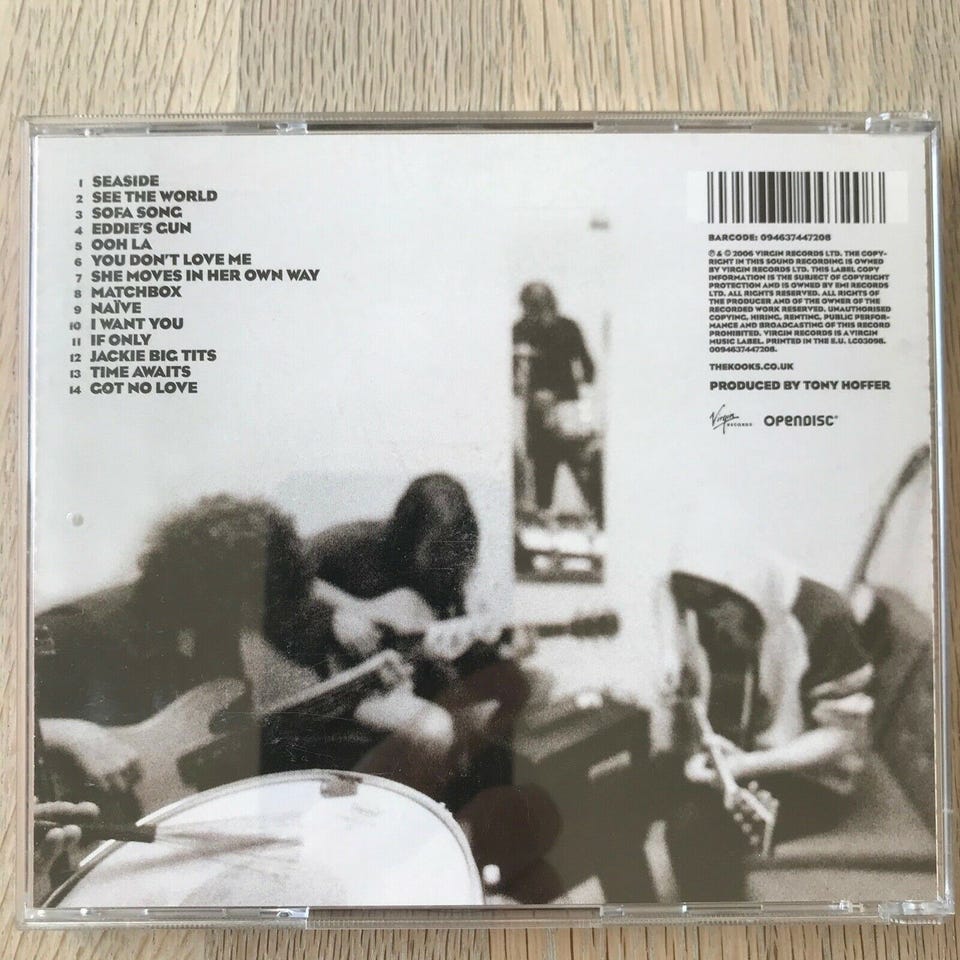 1 SEASIDE
2 SEE THE WORLD
3 SOFA SONG
4 EDDIE'S GUN
5 OOH LA
6 YOU DON'T LOVE ME
7 SHE MOVES IN HER OWN WAY
8 MATCHBOX
9 NAÏVE
10 I WANT YOU
11 IF ONLY
12 JACKIE BIG TITS
13 TIME AWAITS
14 GOT NO LOVE
BARCODE: 094637447208
℗ & © 2006 VIRGIN RECORDS LTD. THE COPY-
RIGHT IN THIS SOUND RECORDING IS OWNED
BY VIRGIN RECORDS LTD. THIS LABEL COPY
INFORMATION IS THE SUBJECT OF COPYRIGHT
PROTECTION AND IS OWNED BY EMI RECORDS
LTD. ALL RIGHTS RESERVED. ALL RIGHTS OF
THE PRODUCER AND OF THE OWNER OF THE
RECORDED WORK RESERVED. UNAUTHORISED
COPYING, HIRING, RENTING, PUBLIC PERFOR-
MANCE AND BROADCASTING OF THIS RECORD
PROHIBITED. VIRGIN RECORDS IS A VIRGIN
MUSIC LABEL. PRINTED IN THE E.U. LC03098.
0094637447208.
THEKOOKS.CO.UK
PRODUCED BY TONY HOFFER
Virgin RECORDS OPENDISC®